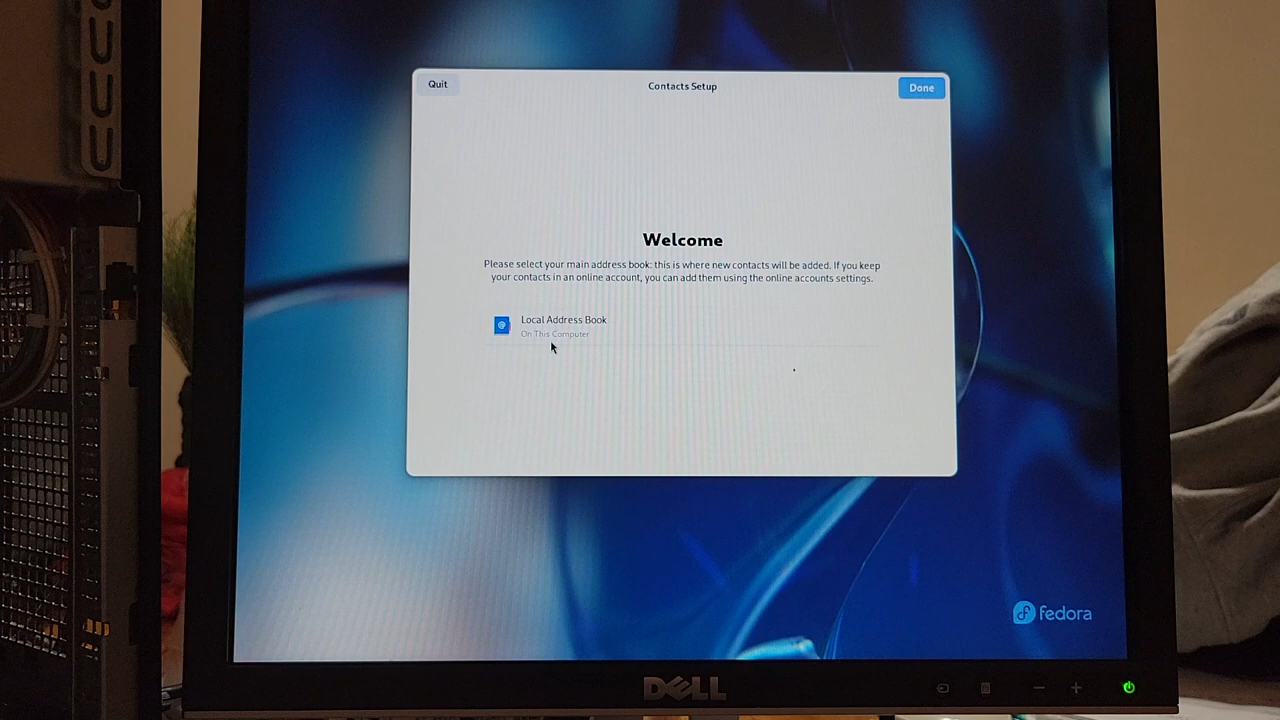 Quit
Contacts Setup
Done
Welcome
Please select your main address book: this is where new contacts will be added. If you keep
your contacts in an online account, you can add them using the online accounts settings.
Local Address Book
On This Computer
fedora
DELL